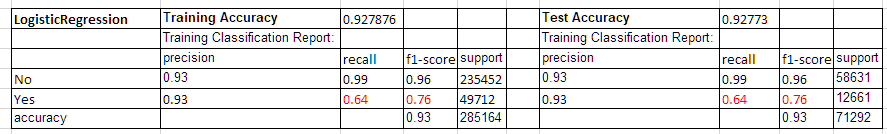 LogisticRegression Training Accuracy 0.927876 Test Accuracy 0.92773
Training Classification Report: Training Classification Report:
precision recall f1-score support precision recall f1-score support
No 0.93 0.99 0.96 235452 0.93 0.99 0.96 58631
Yes 0.93 0.64 0.76 49712 0.93 0.64 0.76 12661
accuracy 0.93 285164 0.93 71292